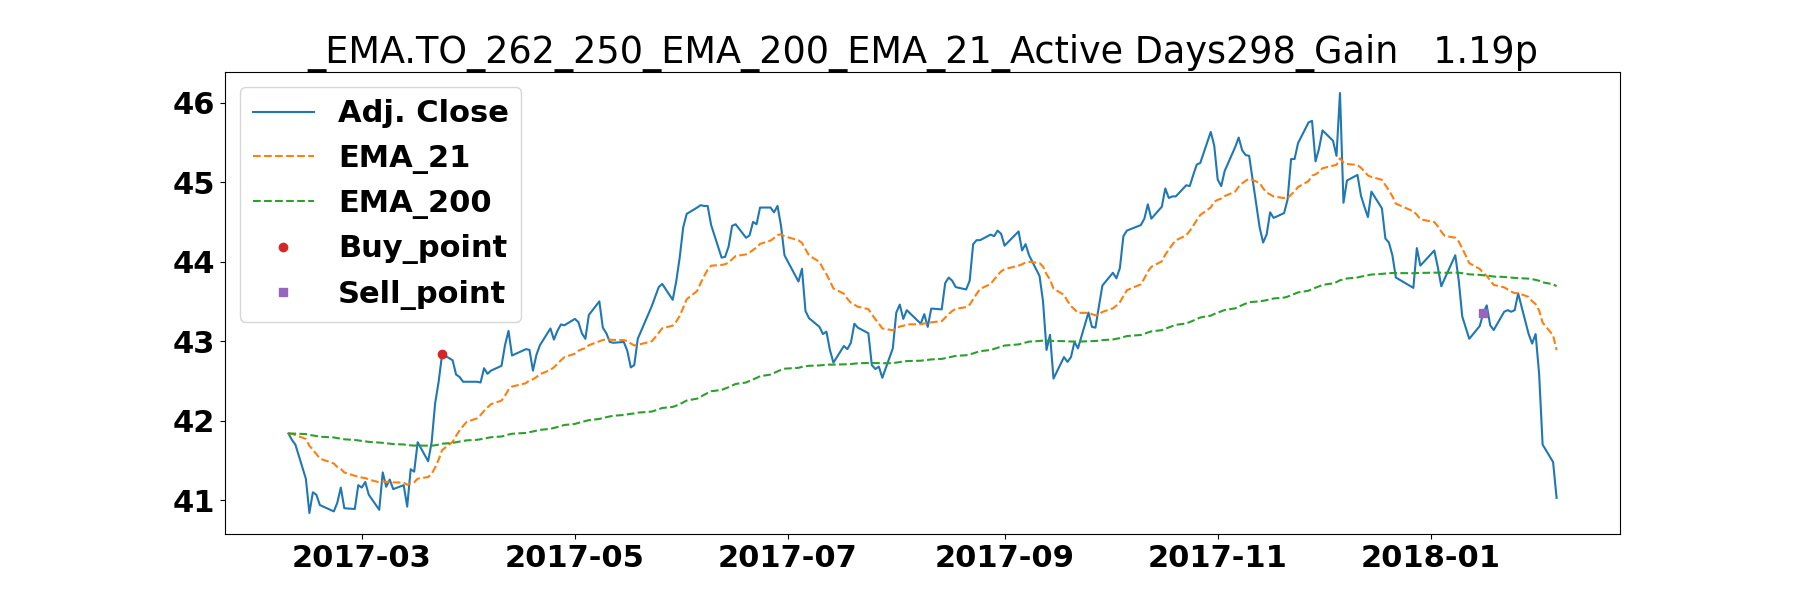 _EMA.TO_262_250_EMA_200_EMA_21_Active Days298_Gain   1.19p
Adj. Close
EMA_21
EMA_200
Buy_point
Sell_point
46
45
44
43
42
41
2017-03 2017-05 2017-07 2017-09 2017-11 2018-01